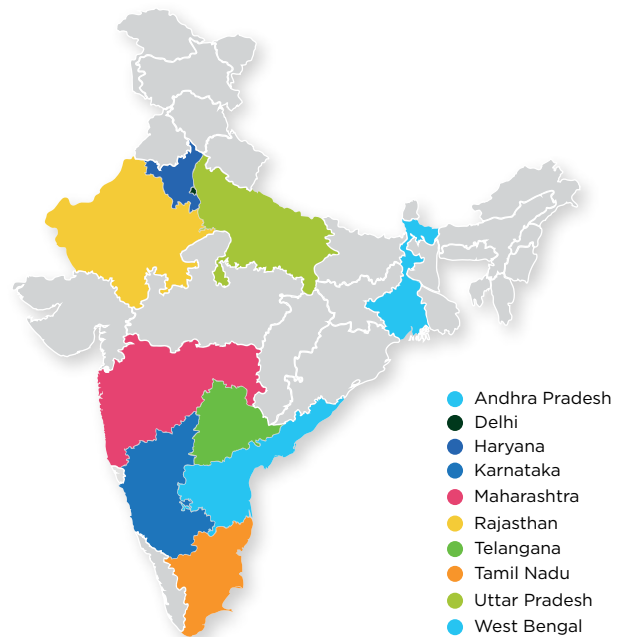 Andhra Pradesh
Delhi
Haryana
Karnataka
Maharashtra
Rajasthan
Telangana
Tamil Nadu
Uttar Pradesh
West Bengal